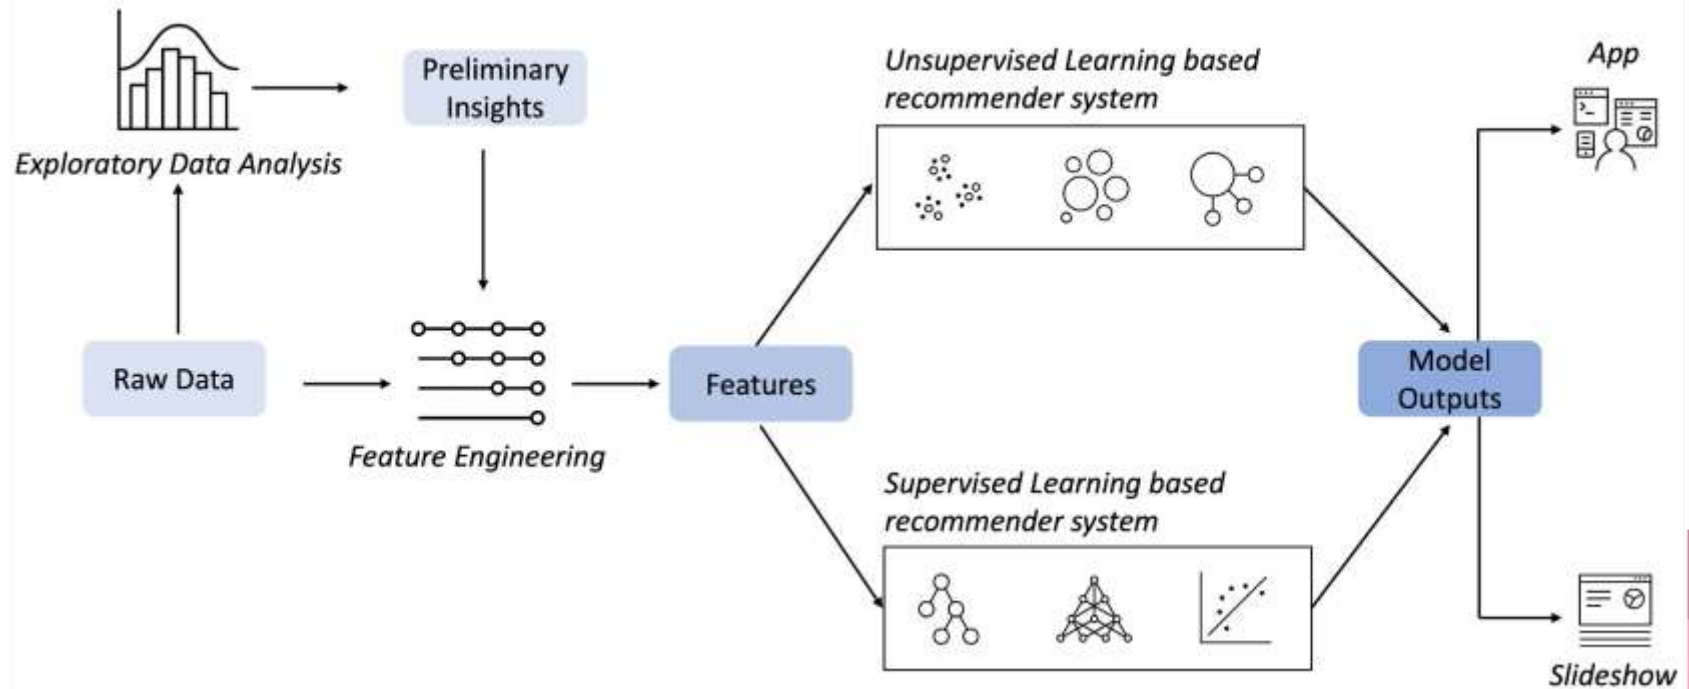 Exploratory Data Analysis
Preliminary
Insights
Raw Data
Feature Engineering
Features
Unsupervised Learning based
recommender system
Supervised Learning based
recommender system
Model
Outputs
App
Slideshow